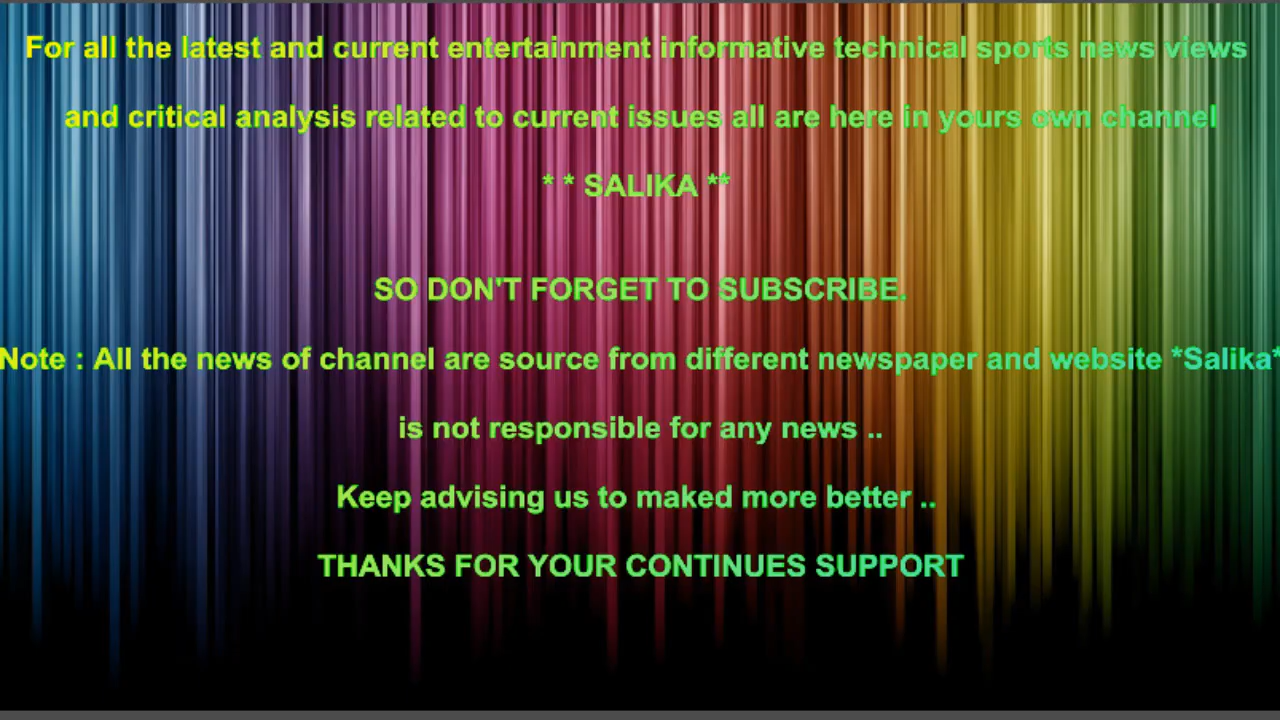 For all the latest and current entertainment informative technical sports news views
and critical analysis related to current issues all are here in yours own channel
* * SALIKA **
SO DON'T FORGET TO SUBSCRIBE.
Note : All the news of channel are source from different newspaper and website *Salika*
is not responsible for any news ..
Keep advising us to maked more better ..
THANKS FOR YOUR CONTINUES SUPPORT